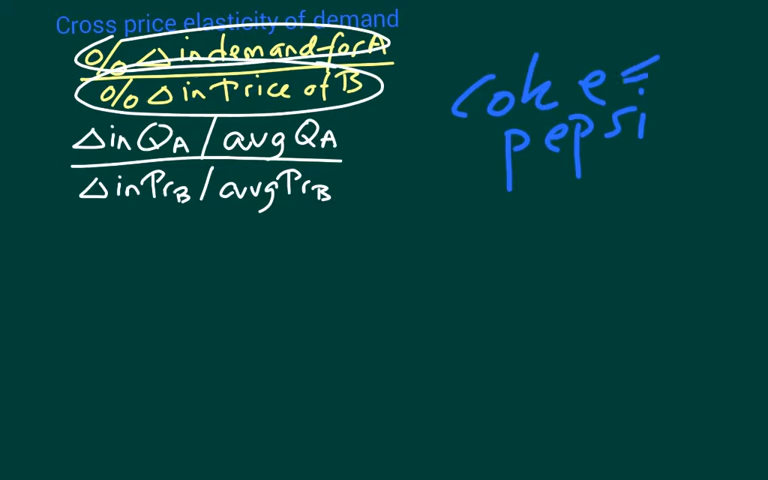 Cross price elasticity of demand
% Δ in demand for A
% Δ in Price of B
Δ in QA / avg QA
Δ in PrB / avg PrB
coke =
pepsi